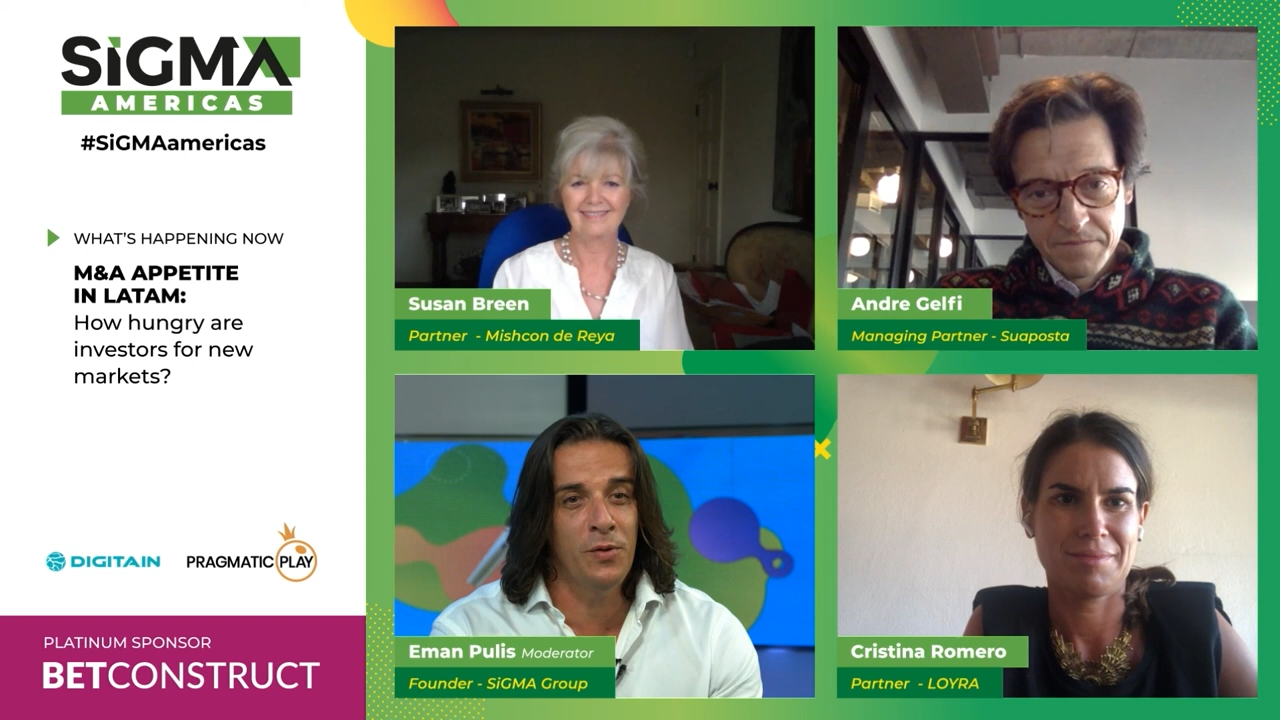 SiGMA
AMERICAS
#SiGMAamericas
WHAT'S HAPPENING NOW
M&A APPETITE
IN LATAM:
How hungry are
investors for new
markets?
DIGITAIN
PRAGMATIC PLAY
PLATINUM SPONSOR
BETCONSTRUCT
Susan Breen
Partner - Mishcon de Reya
Andre Gelfi
Managing Partner - Suaposta
Eman Pulis Moderator
Founder - SiGMA Group
Cristina Romero
Partner - LOYRA